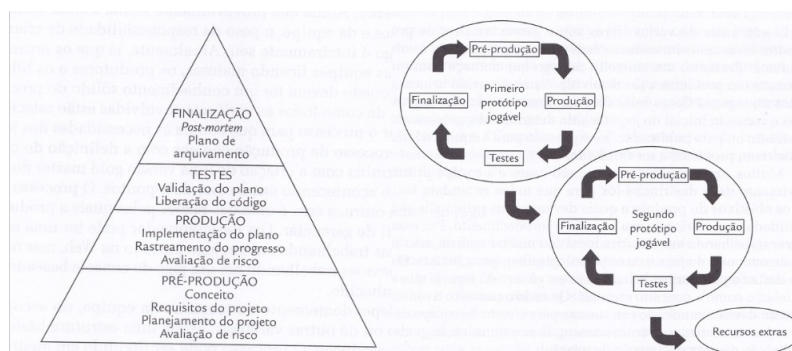 FINALIZAÇÃO
Post-mortem
Plano de
arquivamento
TESTES
Validação do plano
Liberação do código
PRODUÇÃO
Implementação do plano
Rastreamento do progresso
Avaliação de risco
PRÉ-PRODUÇÃO
Conceito
Requisitos do projeto
Planejamento do projeto
Avaliação de risco
Pré-produção
Primeiro
protótipo
jogável
Finalização
Produção
Testes
Pré-produção
Segundo
protótipo
jogável
Finalização
Produção
Testes
Recursos extras